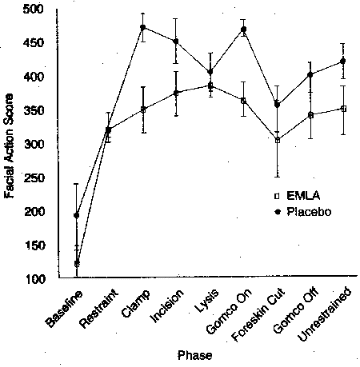 Facial Action Score
500
450
400
350
300
250
200
150
100
EMLA
Placebo
Baseline
Restraint
Clamp
Incision
Lysis
Gomco On
Foreskin Cut
Gomco Off
Unrestrained
Phase